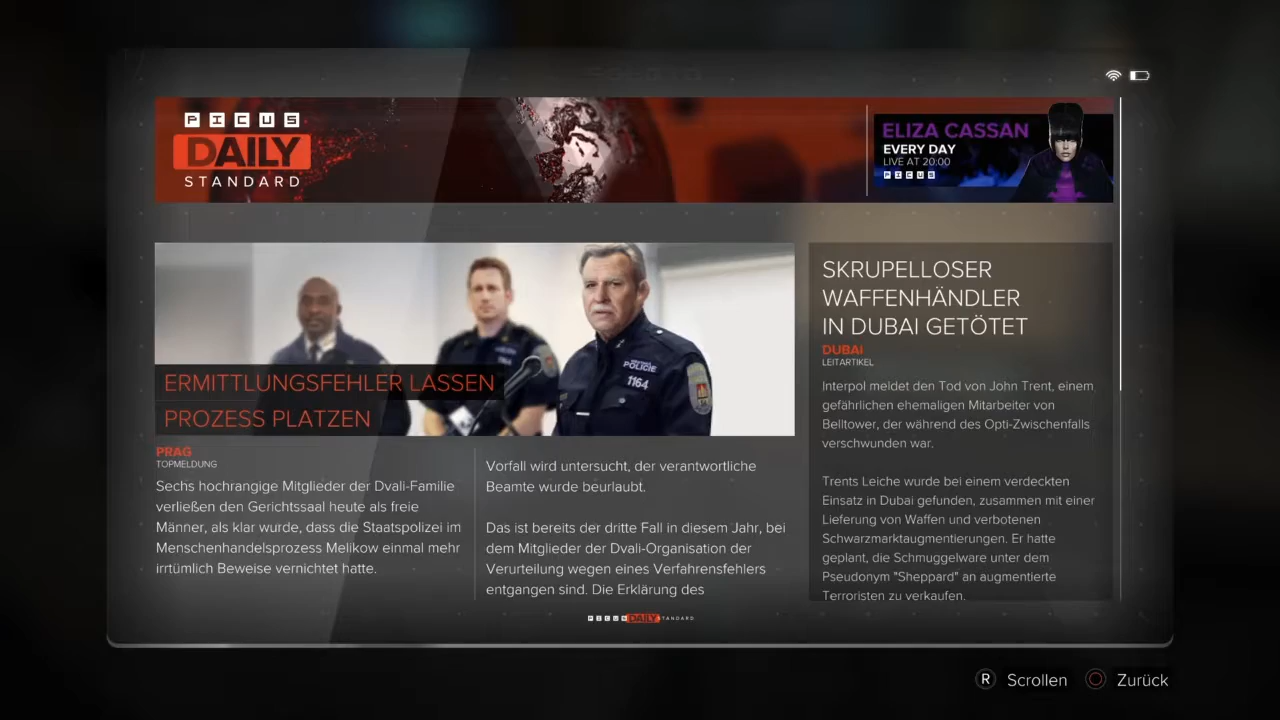 PICUS
DAILY
STANDARD
ELIZA CASSAN
EVERY DAY
LIVE AT 20:00
PICUS
POLICIE
1164
ERMITTLUNGSFEHLER LASSEN
PROZESS PLATZEN
PRAG
TOPMELDUNG
Sechs hochrangige Mitglieder der Dvali-Familie
verließen den Gerichtssaal heute als freie
Männer, als klar wurde, dass die Staatspolizei im
Menschenhandelsprozess Melikow einmal mehr
irrtümlich Beweise vernichtet hatte.
Vorfall wird untersucht, der verantwortliche
Beamte wurde beurlaubt.
Das ist bereits der dritte Fall in diesem Jahr, bei
dem Mitglieder der Dvali-Organisation der
Verurteilung wegen eines Verfahrensfehlers
entgangen sind. Die Erklärung des
SKRUPELLOSER
WAFFENHÄNDLER
IN DUBAI GETÖTET
DUBAI
LEITARTIKEL
Interpol meldet den Tod von John Trent, einem
gefährlichen ehemaligen Mitarbeiter von
Belltower, der während des Opti-Zwischenfalls
verschwunden war.
Trents Leiche wurde bei einem verdeckten
Einsatz in Dubai gefunden, zusammen mit einer
Lieferung von Waffen und verbotenen
Schwarzmarktaugmentierungen. Er hatte
geplant, die Schmuggelware unter dem
Pseudonym "Sheppard" an augmentierte
Terroristen zu verkaufen.
PICUS DAILY STANDARD
R Scrollen Zurück